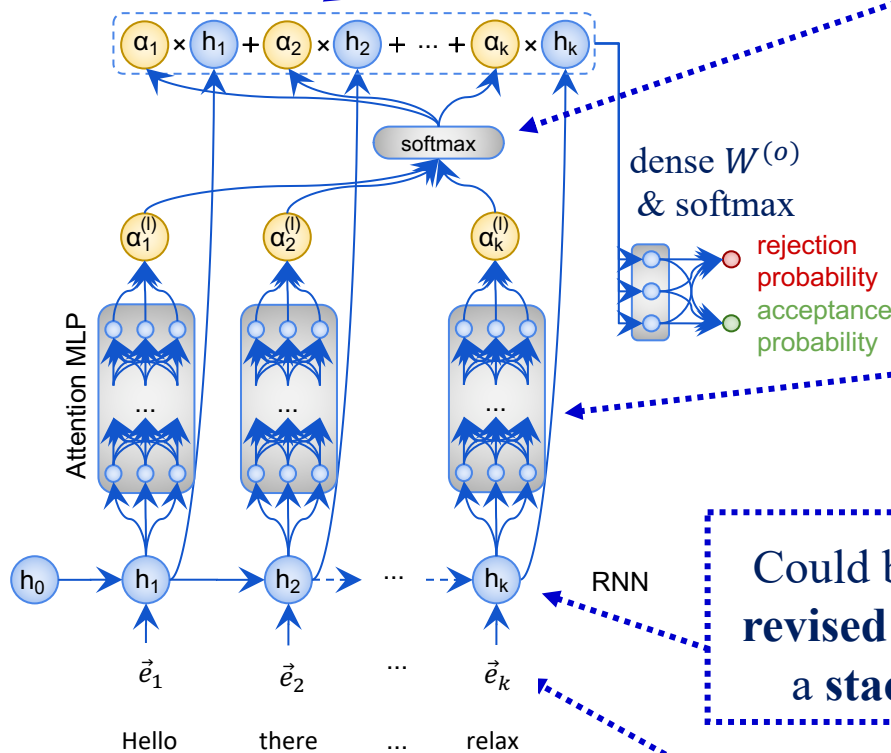 α1 × h1 + α2 × h2 + ... + αk × hk
softmax
dense W^(o)
& softmax
α1^(l) α2^(l) αk^(l)
rejection
probability
acceptance
probability
Attention MLP
... ... ...
h0 h1 h2 ... hk RNN
e⃗1 e⃗2 ... e⃗k
Hello there ... relax
Could b
revised
a stac